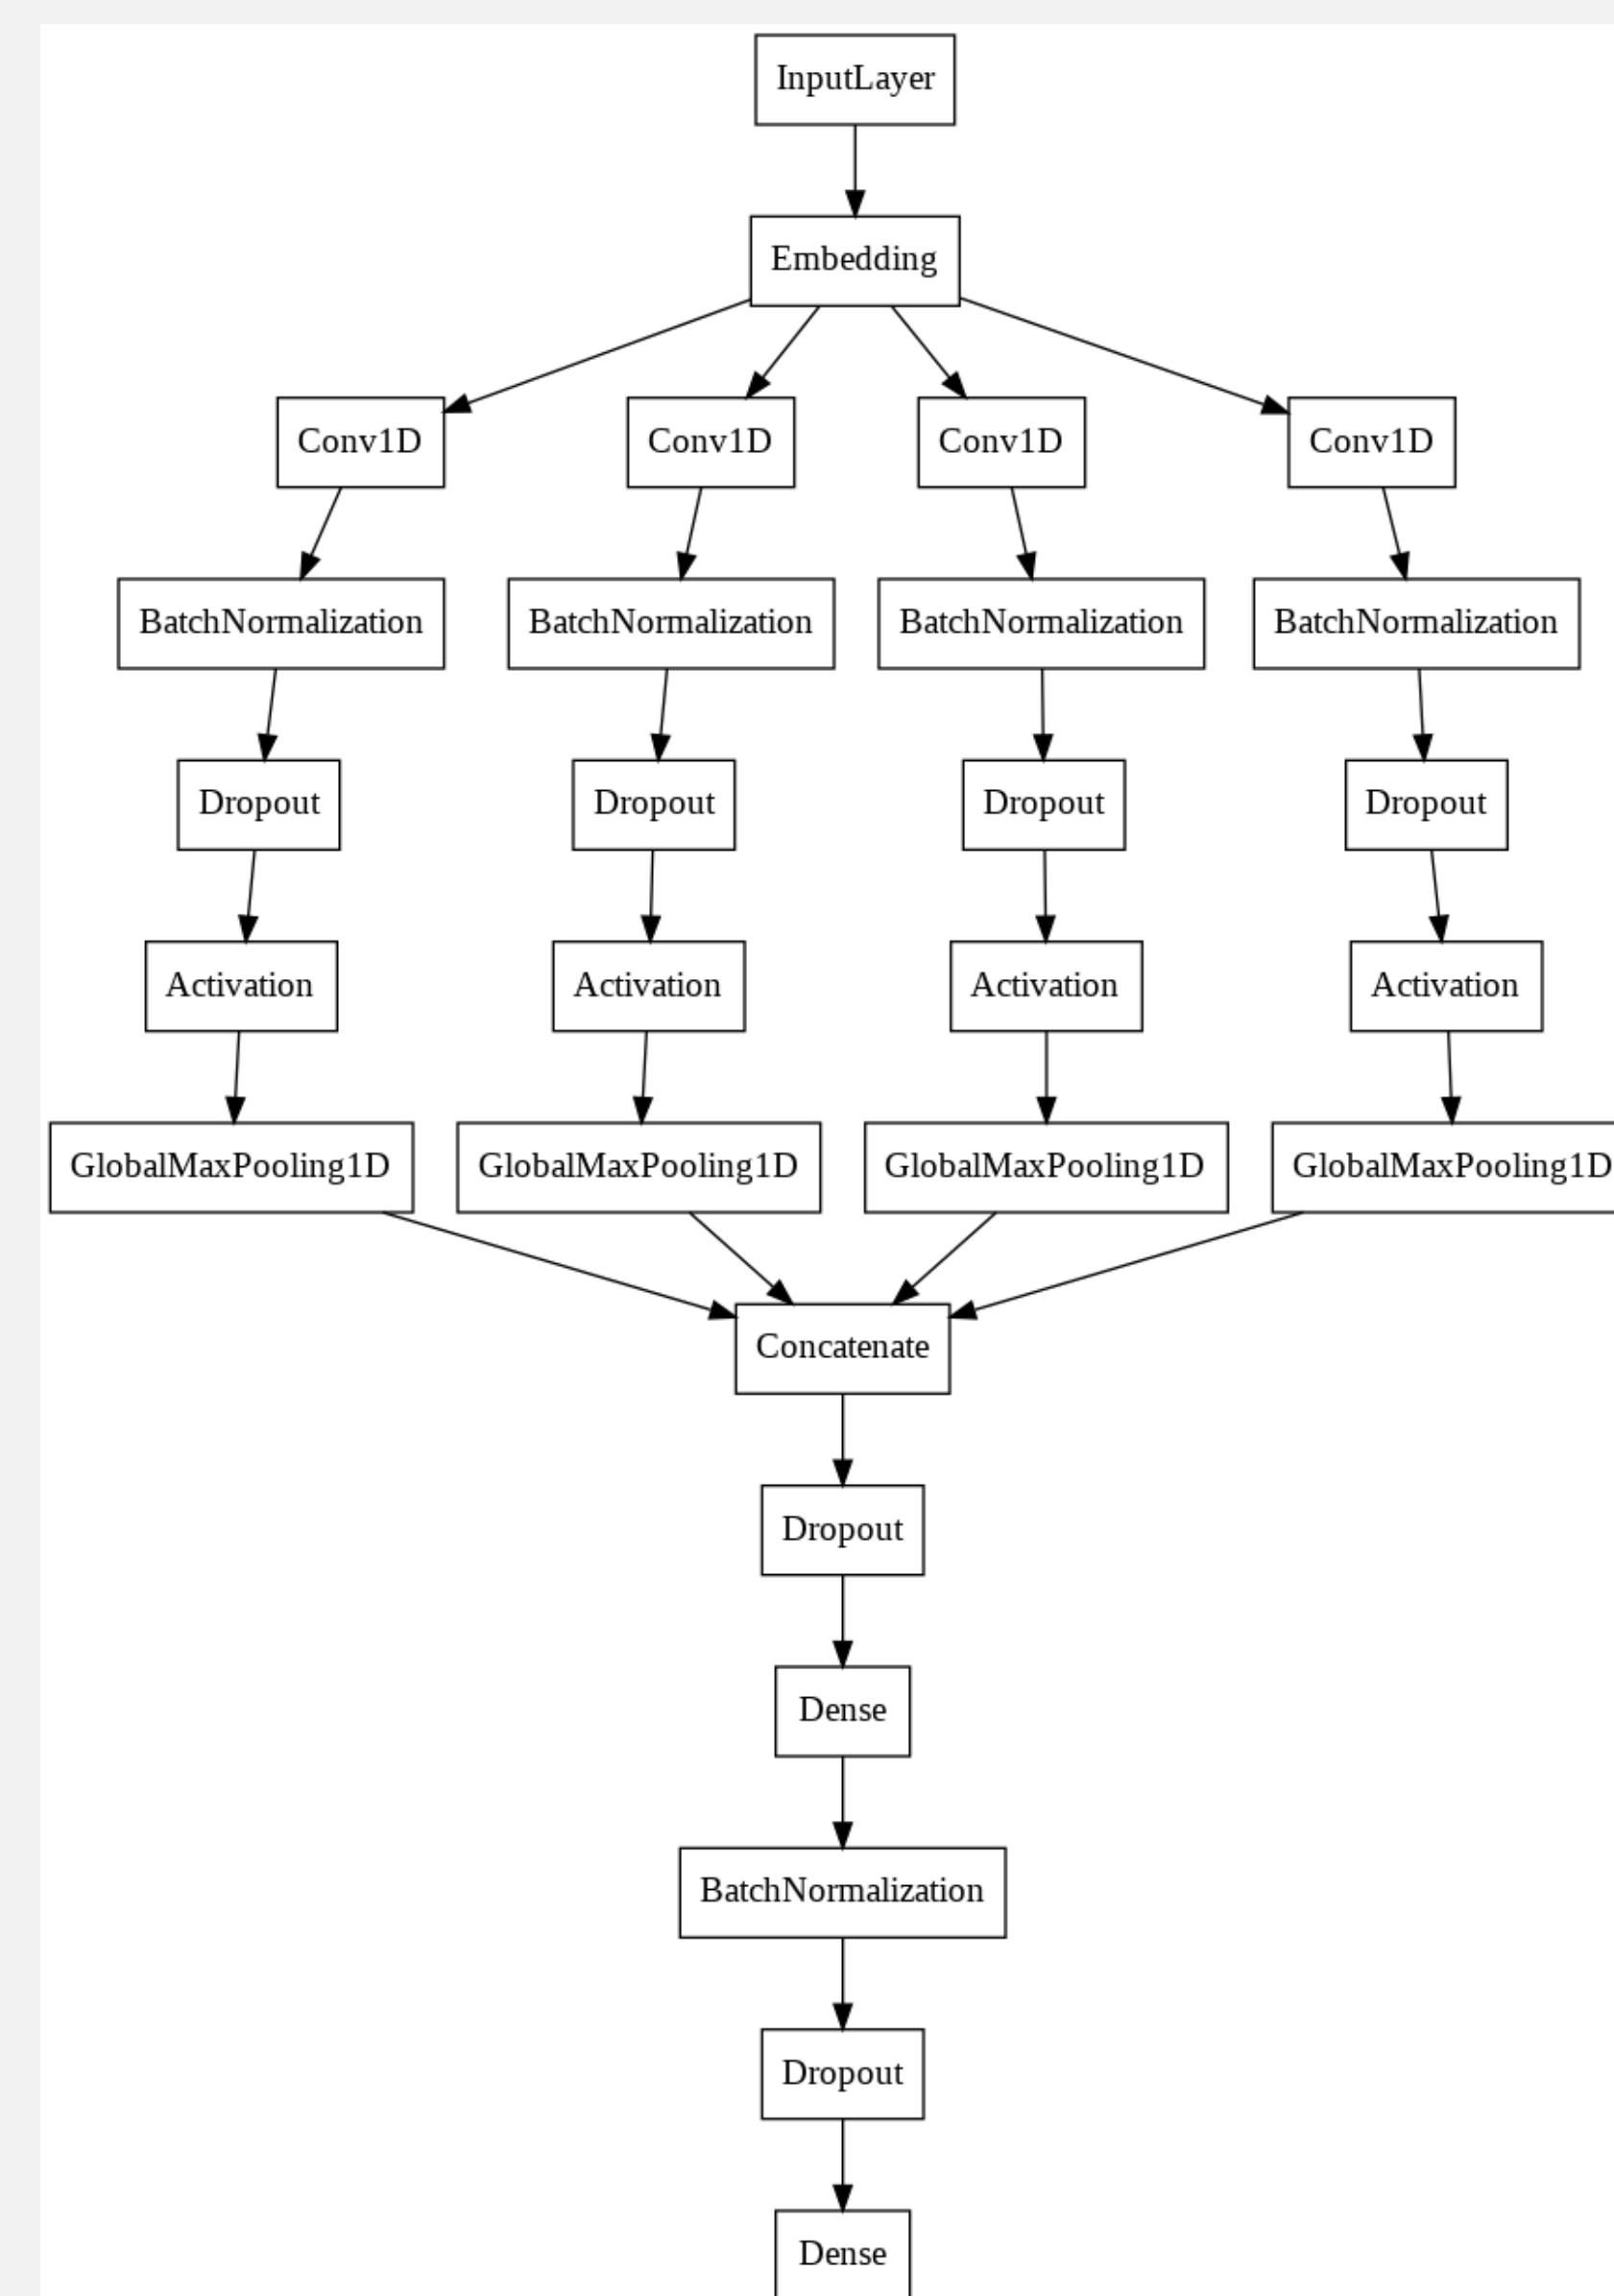 InputLayer
Embedding
Conv1D Conv1D Conv1D Conv1D
BatchNormalization BatchNormalization BatchNormalization BatchNormalization
Dropout Dropout Dropout Dropout
Activation Activation Activation Activation
GlobalMaxPooling1D GlobalMaxPooling1D GlobalMaxPooling1D GlobalMaxPooling1D
Concatenate
Dropout
Dense
BatchNormalization
Dropout
Dense